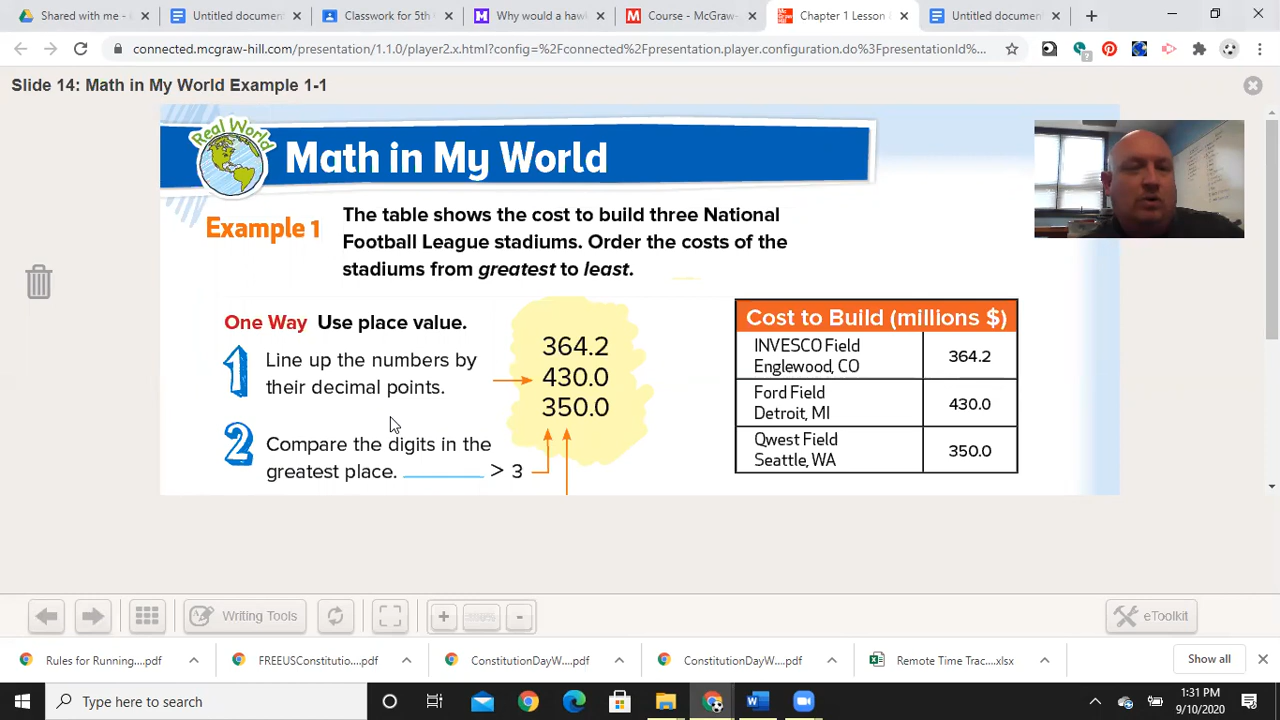 Shared with me -
Untitled documen
Classwork for 5th
Why would a haw
Course - McGraw-
Chapter 1 Lesson
Untitled documen
connected.mcgraw-hill.com/presentation/1.1.0/player2.x.html?config=%2Fconnected%2Fpresentation.player.configuration.do%3FpresentationId%...
Slide 14: Math in My World Example 1-1
Real World
Math in My World
Example 1
The table shows the cost to build three National
Football League stadiums. Order the costs of the
stadiums from greatest to least.
One Way Use place value.
1 Line up the numbers by
their decimal points.
364.2
430.0
350.0
2 Compare the digits in the
greatest place. ________ > 3
Cost to Build (millions $)
INVESCO Field
Englewood, CO
364.2
Ford Field
Detroit, MI
430.0
Qwest Field
Seattle, WA
350.0
Writing Tools
+
-
eToolkit
Rules for Running....pdf
FREEUSConstitutio....pdf
ConstitutionDayW....pdf
ConstitutionDayW....pdf
Remote Time Trac....xlsx
Show all
Type here to search
1:31 PM
9/10/2020